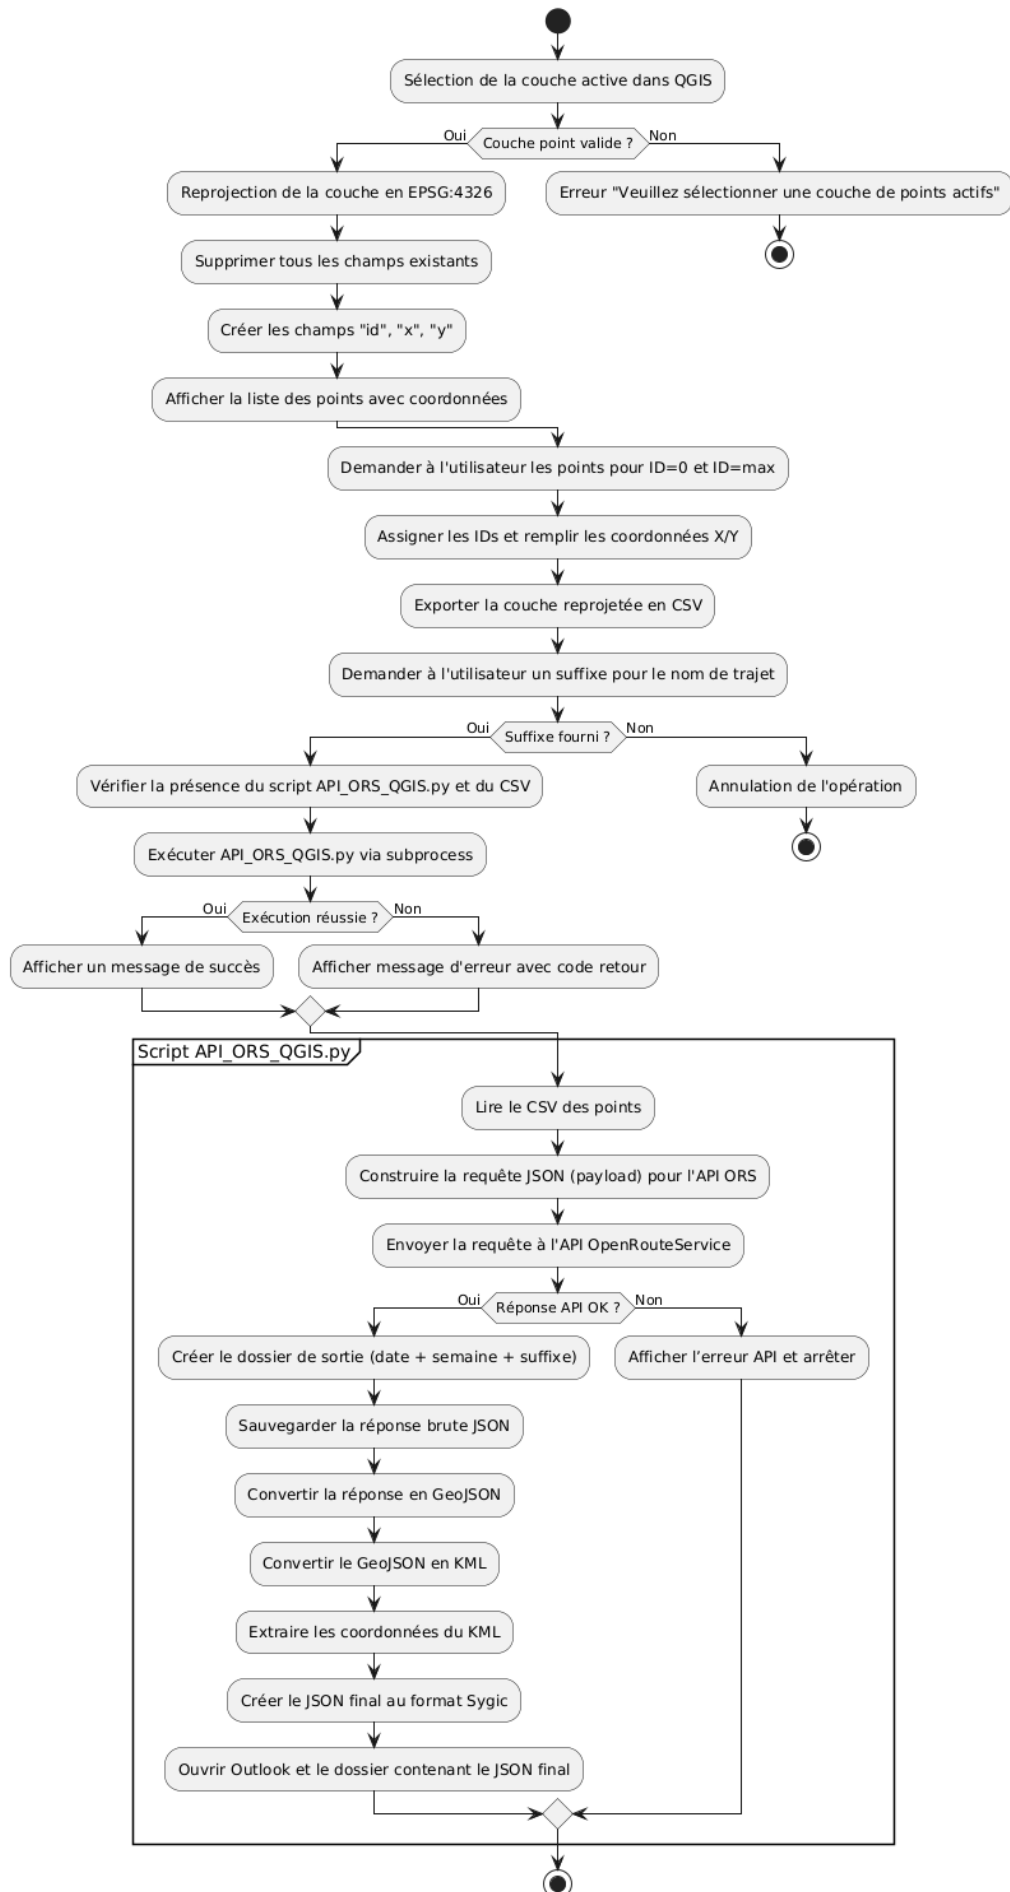 Sélection de la couche active dans QGIS
Oui
Couche point valide ?
Non
Reprojection de la couche en EPSG:4326
Erreur "Veuillez sélectionner une couche de points actifs"
Supprimer tous les champs existants
Créer les champs "id", "x", "y"
Afficher la liste des points avec coordonnées
Demander à l'utilisateur les points pour ID=0 et ID=max
Assigner les IDs et remplir les coordonnées X/Y
Exporter la couche reprojetée en CSV
Demander à l'utilisateur un suffixe pour le nom de trajet
Oui
Suffixe fourni ?
Non
Vérifier la présence du script API_ORS_QGIS.py et du CSV
Annulation de l'opération
Exécuter API_ORS_QGIS.py via subprocess
Oui
Exécution réussie ?
Non
Afficher un message de succès
Afficher message d'erreur avec code retour
Script API_ORS_QGIS.py
Lire le CSV des points
Construire la requête JSON (payload) pour l'API ORS
Envoyer la requête à l'API OpenRouteService
Oui
Réponse API OK ?
Non
Créer le dossier de sortie (date + semaine + suffixe)
Afficher l’erreur API et arrêter
Sauvegarder la réponse brute JSON
Convertir la réponse en GeoJSON
Convertir le GeoJSON en KML
Extraire les coordonnées du KML
Créer le JSON final au format Sygic
Ouvrir Outlook et le dossier contenant le JSON final